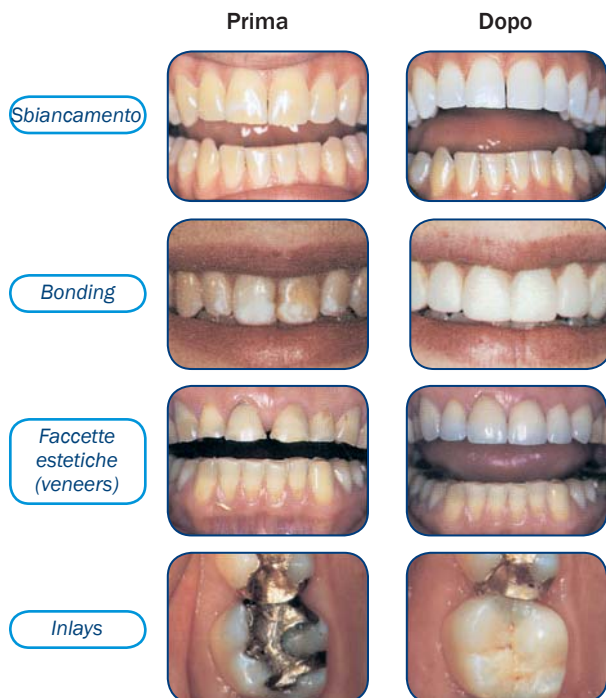 Prima Dopo
Sbiancamento
Bonding
Faccette
estetiche
(veneers)
Inlays